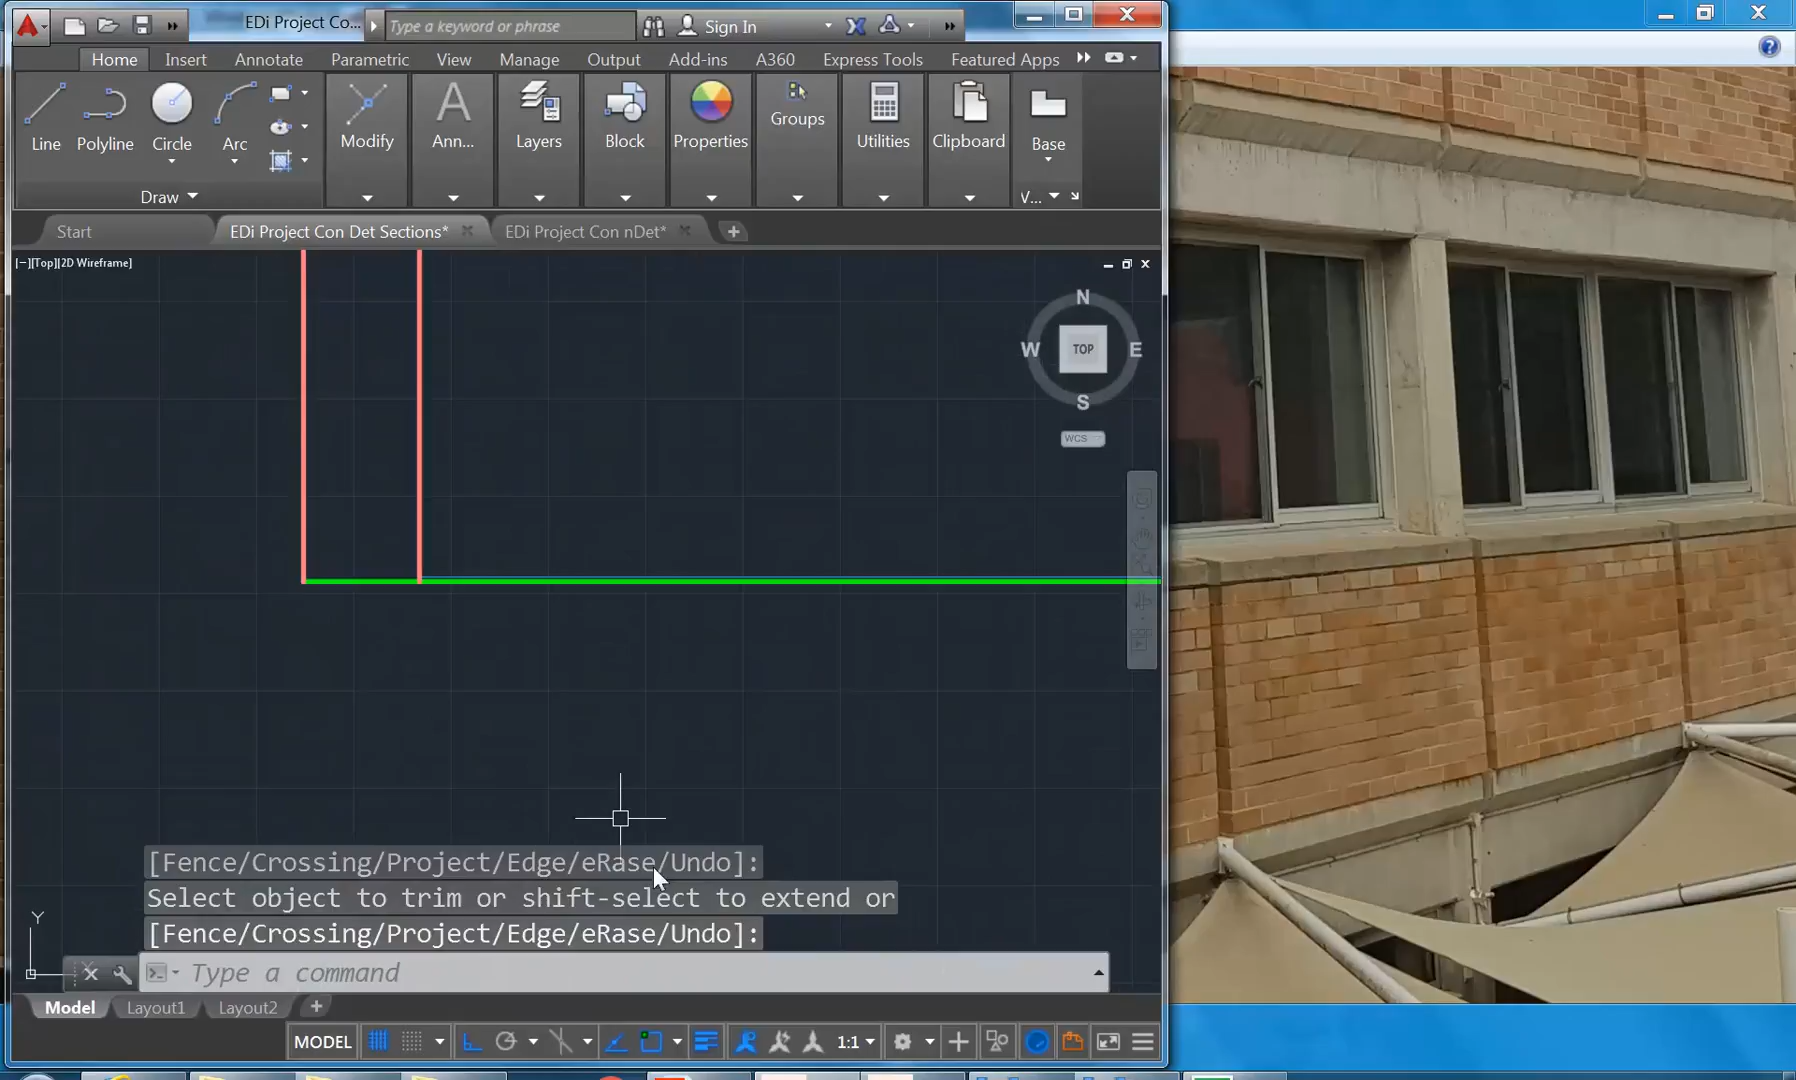 EDi Project Co...
Type a keyword or phrase
Sign In
Home Insert Annotate Parametric View Manage Output Add-ins A360 Express Tools Featured Apps
Line Polyline Circle Arc
Modify Ann... Layers Block Properties Groups Utilities Clipboard Base
Draw
V...
Start EDi Project Con Det Sections* EDi Project Con nDet*
[−][Top][2D Wireframe]
N
W TOP E
S
WCS
[Fence/Crossing/Project/Edge/eRase/Undo]:
Select object to trim or shift-select to extend or
[Fence/Crossing/Project/Edge/eRase/Undo]:
Y
Type a command
Model Layout1 Layout2
MODEL 1:1